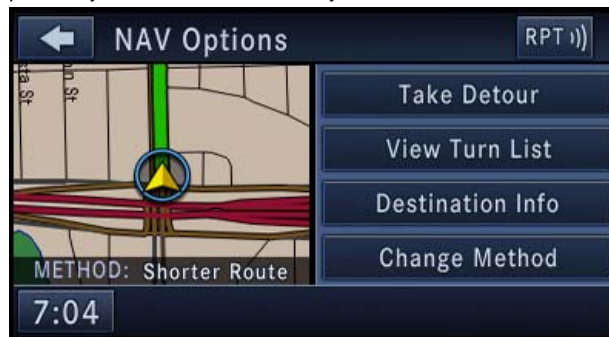 NAV Options
RPT
Take Detour
View Turn List
Destination Info
Change Method
METHOD: Shorter Route
7:04